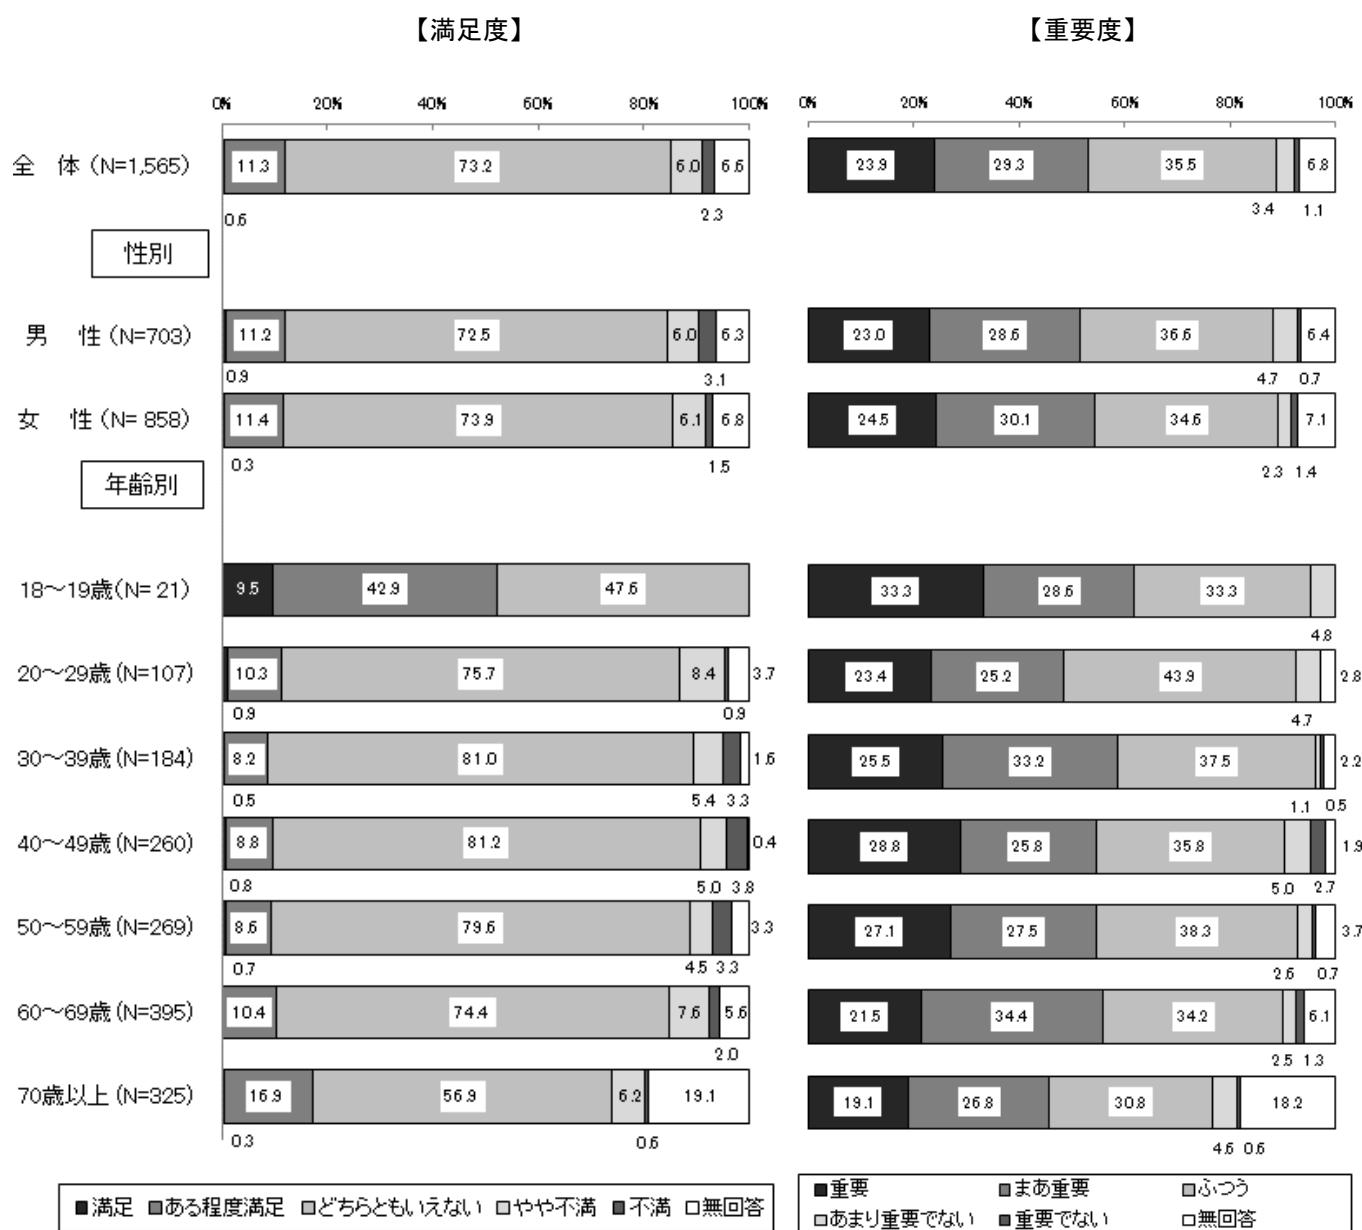 【満足度】 【重要度】
0% 20% 40% 60% 80% 100% 0% 20% 40% 60% 80% 100%
全 体 (N=1,565) 11.3 73.2 6.0 6.6 23.9 29.3 35.5 6.8
0.6 2.3 3.4 1.1
性別
男 性 (N=703) 11.2 72.5 6.0 6.3 23.0 28.6 36.6 6.4
0.9 3.1 4.7 0.7
女 性 (N= 858) 11.4 73.9 6.1 6.8 24.5 30.1 34.6 7.1
0.3 1.5 2.3 1.4
年齢別
18～19歳(N= 21) 9.5 42.9 47.6 33.3 28.6 33.3
4.8
20～29歳(N=107) 10.3 75.7 8.4 3.7 23.4 25.2 43.9 2.8
0.9 0.9 4.7
30～39歳(N=184) 8.2 81.0 1.6 25.5 33.2 37.5 2.2
0.5 5.4 3.3 1.1 0.5
40～49歳(N=260) 8.8 81.2 0.4 28.8 25.8 35.8 1.9
0.8 5.0 3.8 5.0 2.7
50～59歳(N=269) 8.6 79.6 3.3 27.1 27.5 38.3 3.7
0.7 4.5 3.3 2.6 0.7
60～69歳(N=395) 10.4 74.4 7.6 5.6 21.5 34.4 34.2 6.1
2.0 2.5 1.3
70歳以上(N=325) 16.9 56.9 6.2 19.1 19.1 26.8 30.8 18.2
0.3 0.6 4.6 0.6
満足 ある程度満足 どちらともいえない やや不満 不満 無回答
重要 まあ重要 ふつう
あまり重要でない 重要でない 無回答